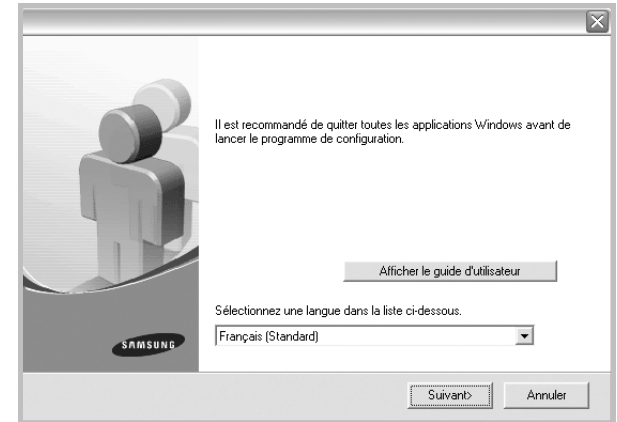 Il est recommandé de quitter toutes les applications Windows avant de
lancer le programme de configuration.
Afficher le guide d'utilisateur
Sélectionnez une langue dans la liste ci-dessous.
Français (Standard)
SAMSUNG
Suivant>
Annuler